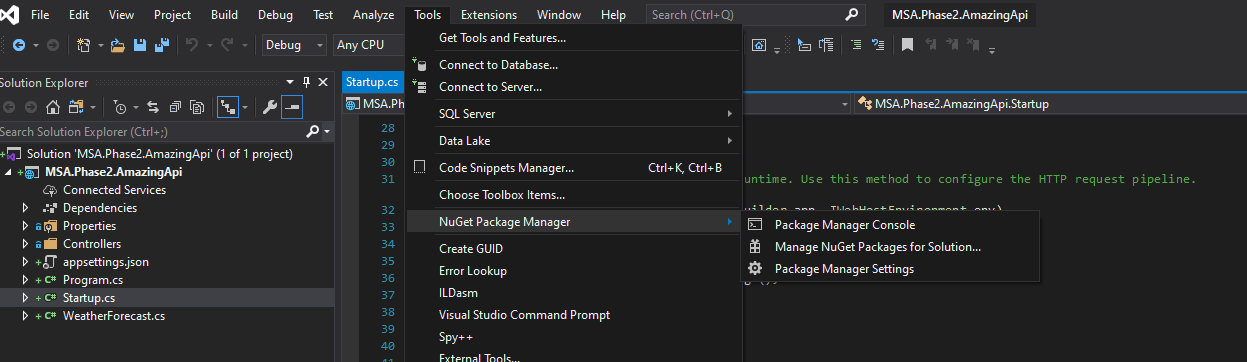 File Edit View Git Project Build Debug Test Analyze Tools Extensions Window Help Search (Ctrl+Q) MSA.Phase2.AmazingApi
Debug Any CPU
Solution Explorer
Search Solution Explorer (Ctrl+;)
Solution 'MSA.Phase2.AmazingApi' (1 of 1 project)
MSA.Phase2.AmazingApi
Connected Services
Dependencies
Properties
Controllers
appsettings.json
Program.cs
Startup.cs
WeatherForecast.cs
Startup.cs
MSA.Ph
MSA.Phase2.AmazingApi.Startup
28
29
30
31 untime. Use this method to configure the HTTP request pipeline.
32
33
34
35
36
37
38
39
40
41
Get Tools and Features...
Connect to Database...
Connect to Server...
SQL Server
Data Lake
Code Snippets Manager... Ctrl+K, Ctrl+B
Choose Toolbox Items...
NuGet Package Manager
Create GUID
Error Lookup
ILDasm
Visual Studio Command Prompt
Spy++
External Tools...
Package Manager Console
Manage NuGet Packages for Solution...
Package Manager Settings